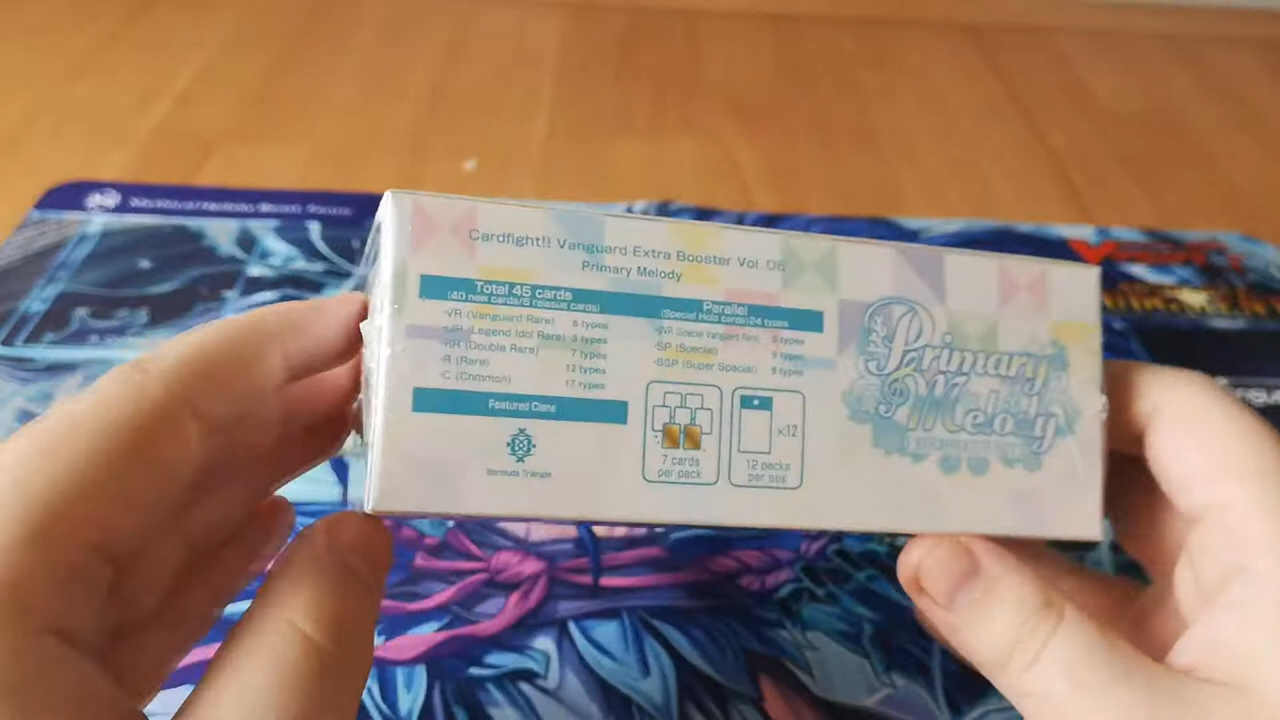 Cardfight!! Vanguard Extra Booster Vol.06
Primary Melody
Total 45 cards
(40 new cards/5 reissue cards)
·VR (Vanguard Rare) 6 types
(Legend Idol Rare) 3 types
·RR (Double Rare) 7 types
·R (Rare) 12 types
·C (Common) 17 types
Parallel
(Special Holo cards)24 types
·SVR (Special Vanguard Rare) 6 types
·SP (Special)
·SSP (Super Special)
Featured Clans
Bermuda Triangle
7 cards
per pack
×12
12 packs
per box
Primary
Melody